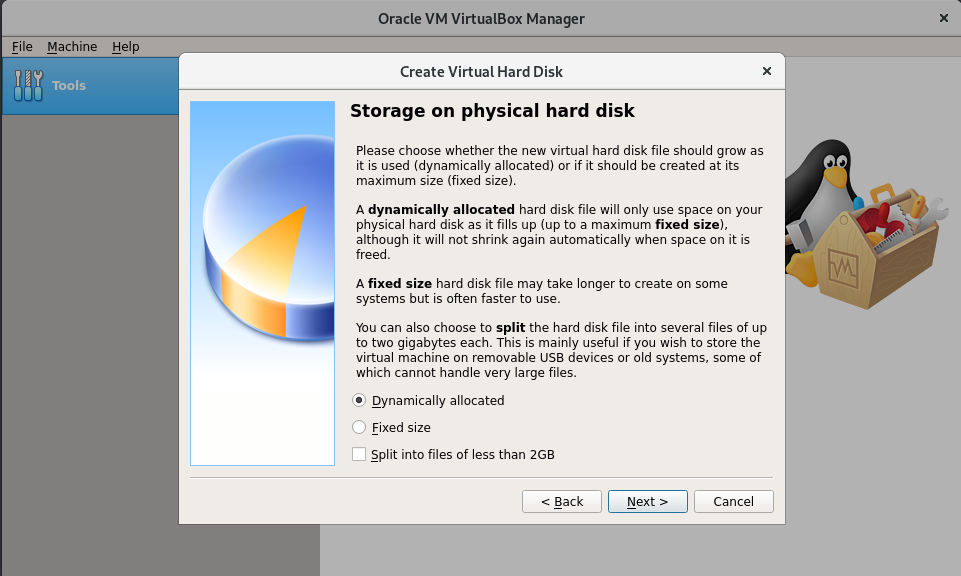 Oracle VM VirtualBox Manager
File Machine Help
Tools
Create Virtual Hard Disk
Storage on physical hard disk
Please choose whether the new virtual hard disk file should grow as
it is used (dynamically allocated) or if it should be created at its
maximum size (fixed size).
A dynamically allocated hard disk file will only use space on your
physical hard disk as it fills up (up to a maximum fixed size),
although it will not shrink again automatically when space on it is
freed.
A fixed size hard disk file may take longer to create on some
systems but is often faster to use.
You can also choose to split the hard disk file into several files of up
to two gigabytes each. This is mainly useful if you wish to store the
virtual machine on removable USB devices or old systems, some of
which cannot handle very large files.
Dynamically allocated
Fixed size
Split into files of less than 2GB
< Back Next > Cancel